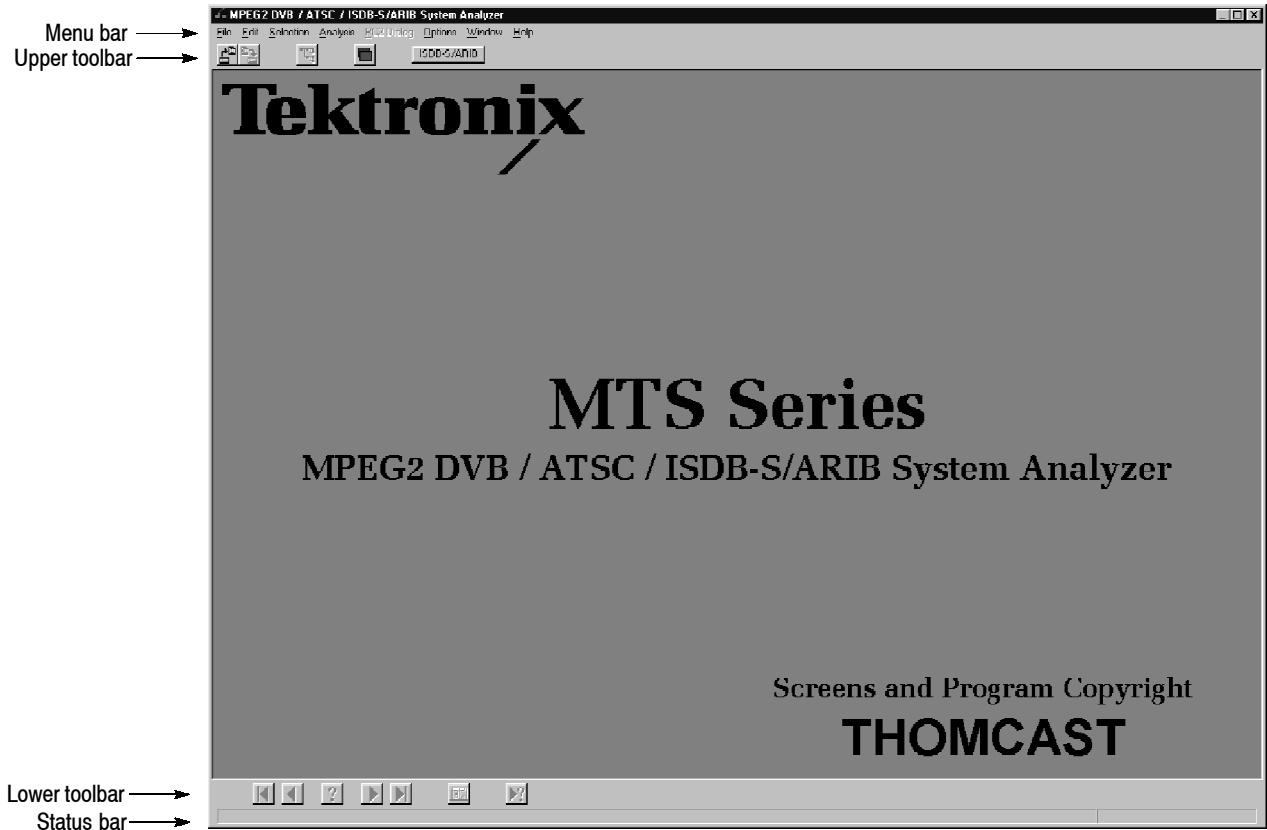 MPEG2 DVB / ATSC / ISDB-S/ARIB System Analyzer
Menu bar
File Edit Selection Analysis Options Window Help
Upper toolbar
ISDB-S/ARIB
Tektronix
MTS Series
MPEG2 DVB / ATSC / ISDB-S/ARIB System Analyzer
Screens and Program Copyright
THOMCAST
Lower toolbar
?
?
Status bar